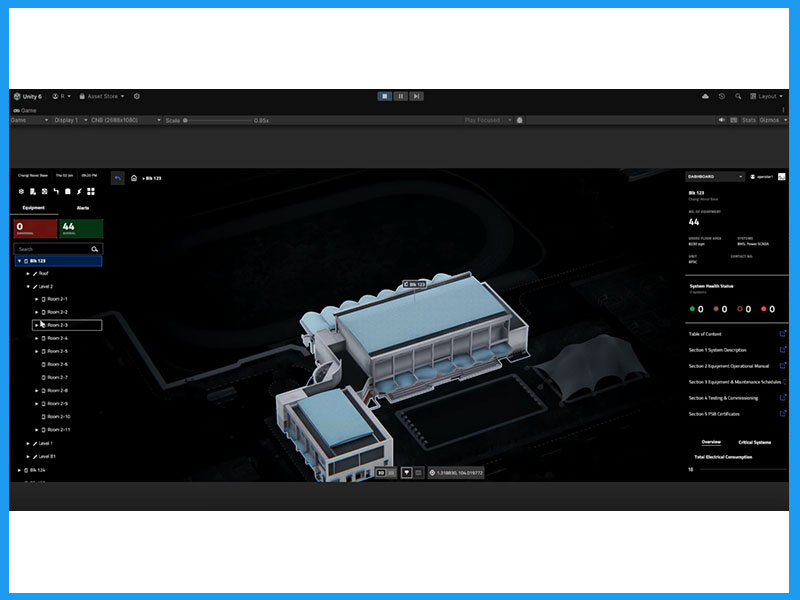 Unity 6 R Asset Store
Game
Game Display 1 CNB (2688x1080) Scale 0.95x Play Focused Stats Gizmos
Layout
Changi Naval Base Thu 02 Jan
Blk 123
Equipment Alerts
0
44
Search
Blk 123
Roof
Level 2
Room 2-1
Room 2-2
Room 2-3
Room 2-4
Room 2-5
Room 2-6
Room 2-7
Room 2-8
Room 2-9
Room 2-10
Room 2-11
Level 1
Level B1
Blk 124
Blk 123
3D 2D
1.318830, 104.019772
DASHBOARD operator1
Blk 123
Changi Naval Base
NO. OF EQUIPMENT
44
GROSS FLOOR AREA SYSTEMS
BMS, Power SCADA
UNIT CONTACT NO.
System Health Status
0 0 0 0
Table of Content
Section 1 System Description
Section 2 Equipment Operational Manual
Section 3 Equipment & Maintenance Schedules
Section 4 Testing & Commissioning
Section 5 PSB Certificates
Overview Critical Systems
Total Electrical Consumption
10